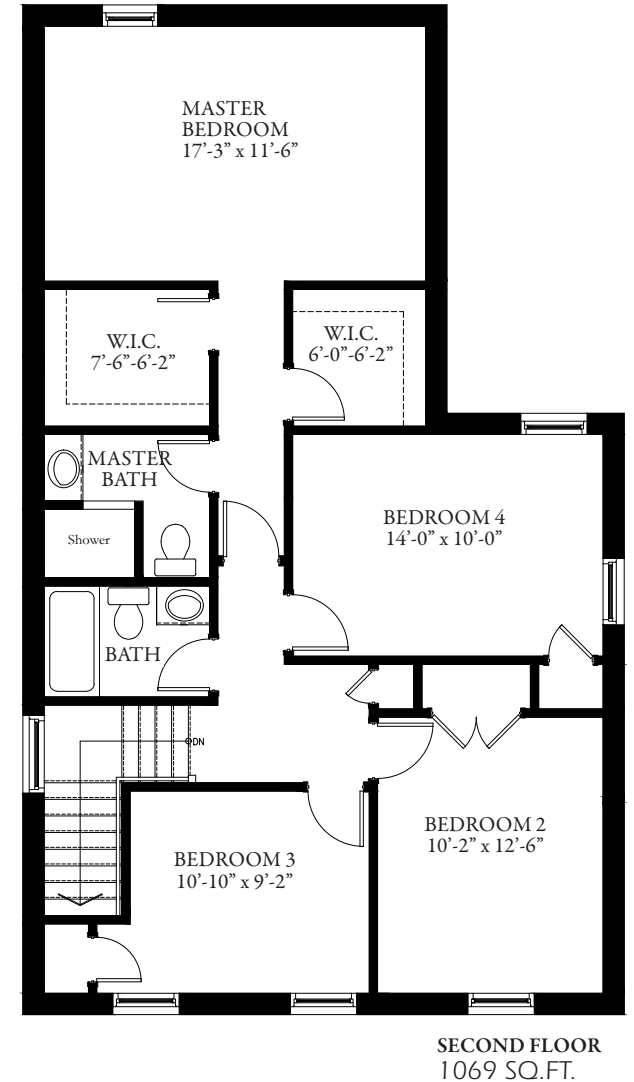 MASTER
BEDROOM
17'-3" x 11'-6"
W.I.C.
7'-6"-6'-2"
W.I.C.
6'-0"-6'-2"
MASTER
BATH
Shower
BEDROOM 4
14'-0" x 10'-0"
BATH
DN
BEDROOM 2
10'-2" x 12'-6"
BEDROOM 3
10'-10" x 9'-2"
SECOND FLOOR
1069 SQ.FT.